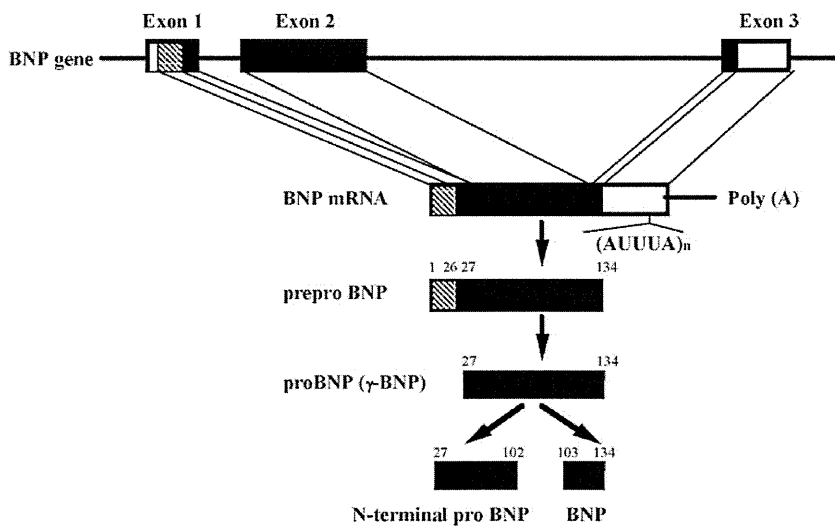 Exon 1 Exon 2 Exon 3
BNP gene
BNP mRNA Poly (A)
(AUUUA)n
1 26 27 134
prepro BNP
27 134
proBNP (γ-BNP)
27 102 103 134
N-terminal pro BNP BNP